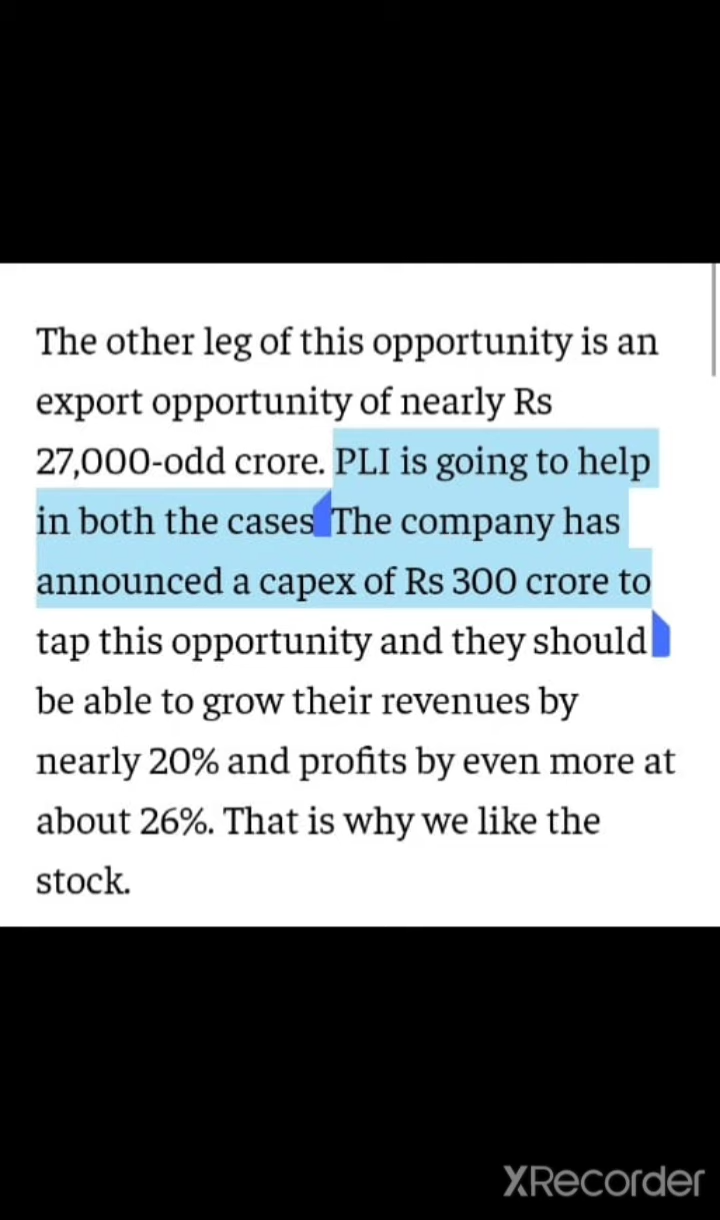 The other leg of this opportunity is an
export opportunity of nearly Rs
27,000-odd crore. PLI is going to help
in both the cases The company has
announced a capex of Rs 300 crore to
tap this opportunity and they should
be able to grow their revenues by
nearly 20% and profits by even more at
about 26%. That is why we like the
stock.
XRecorder